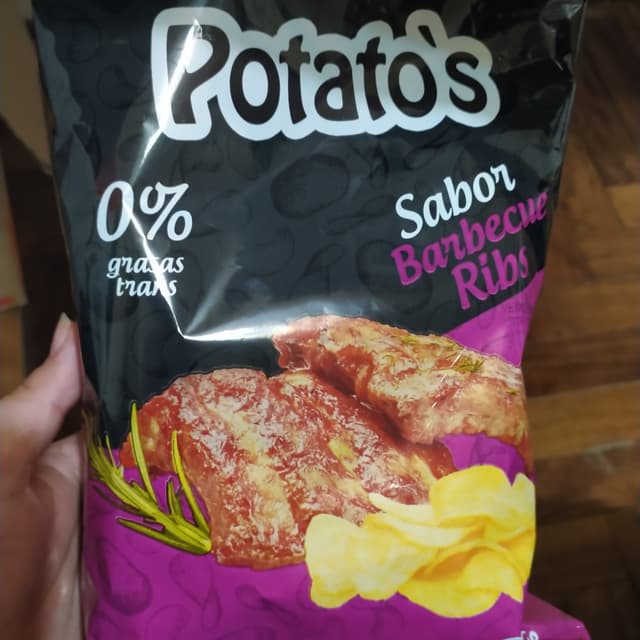 Potato's
0%
grasas
trans
Sabor
Barbecue
Ribs